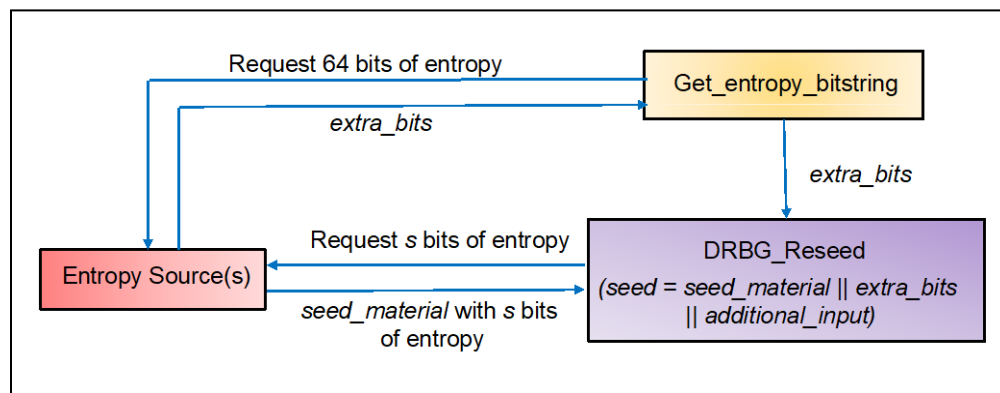 Request 64 bits of entropy
Get_entropy_bitstring
extra_bits
extra_bits
Request s bits of entropy
DRBG_Reseed
Entropy Source(s)
(seed = seed_material || extra_bits
|| additional_input)
seed_material with s bits
of entropy